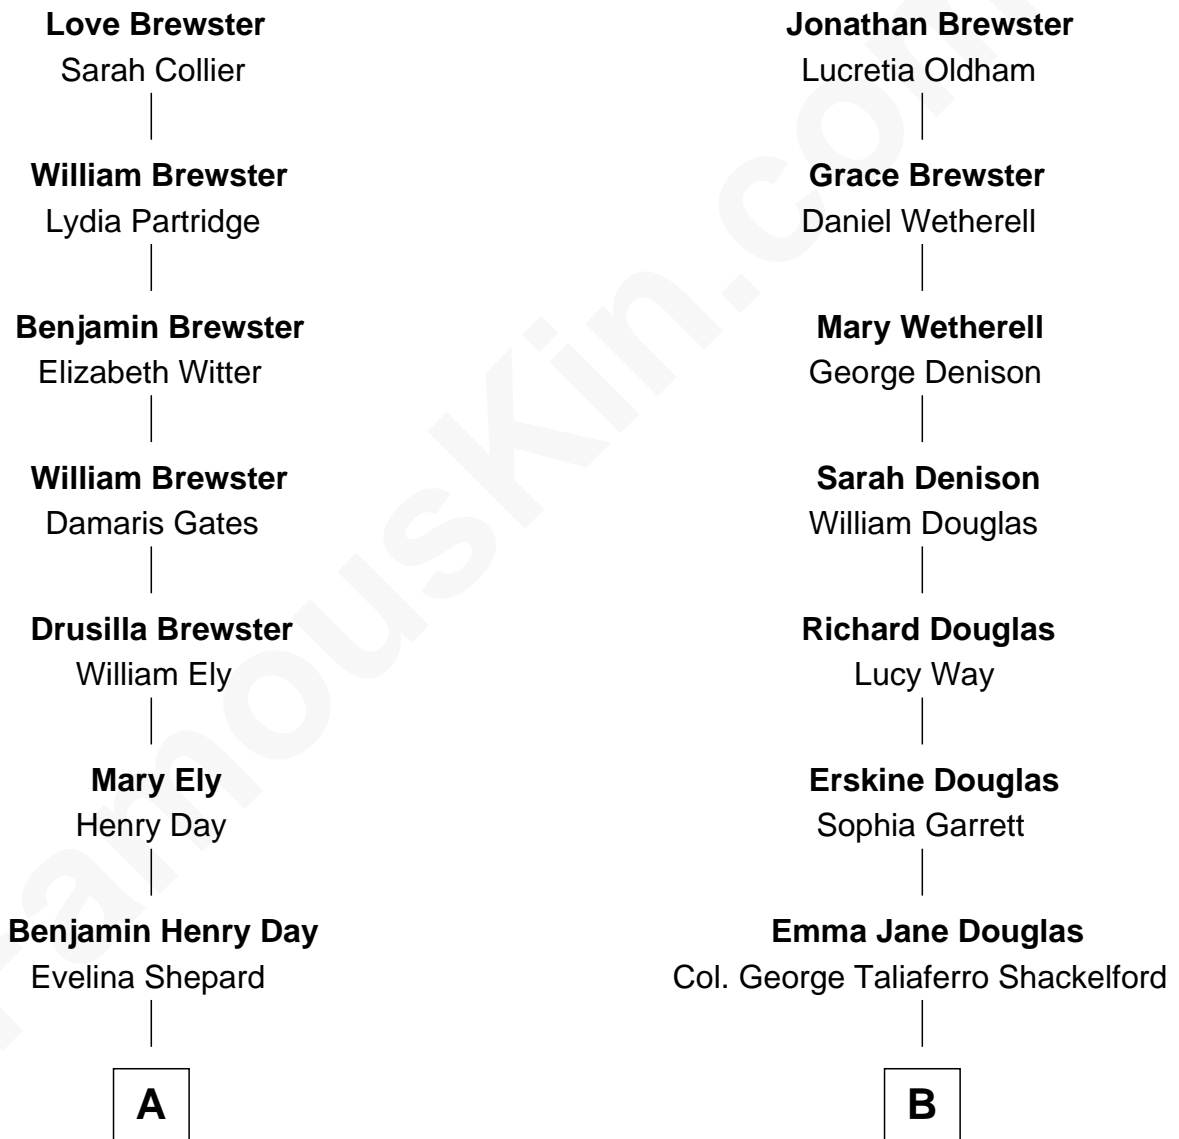 Love Brewster
Sarah Collier
William Brewster
Lydia Partridge
Benjamin Brewster
Elizabeth Witter
William Brewster
Damaris Gates
Drusilla Brewster
William Ely
Mary Ely
Henry Day
Benjamin Henry Day
Evelina Shepard
A
Jonathan Brewster
Lucretia Oldham
Grace Brewster
Daniel Wetherell
Mary Wetherell
George Denison
Sarah Denison
William Douglas
Richard Douglas
Lucy Way
Erskine Douglas
Sophia Garrett
Emma Jane Douglas
Col. George Taliaferro Shackelford
B
FamousKin.com